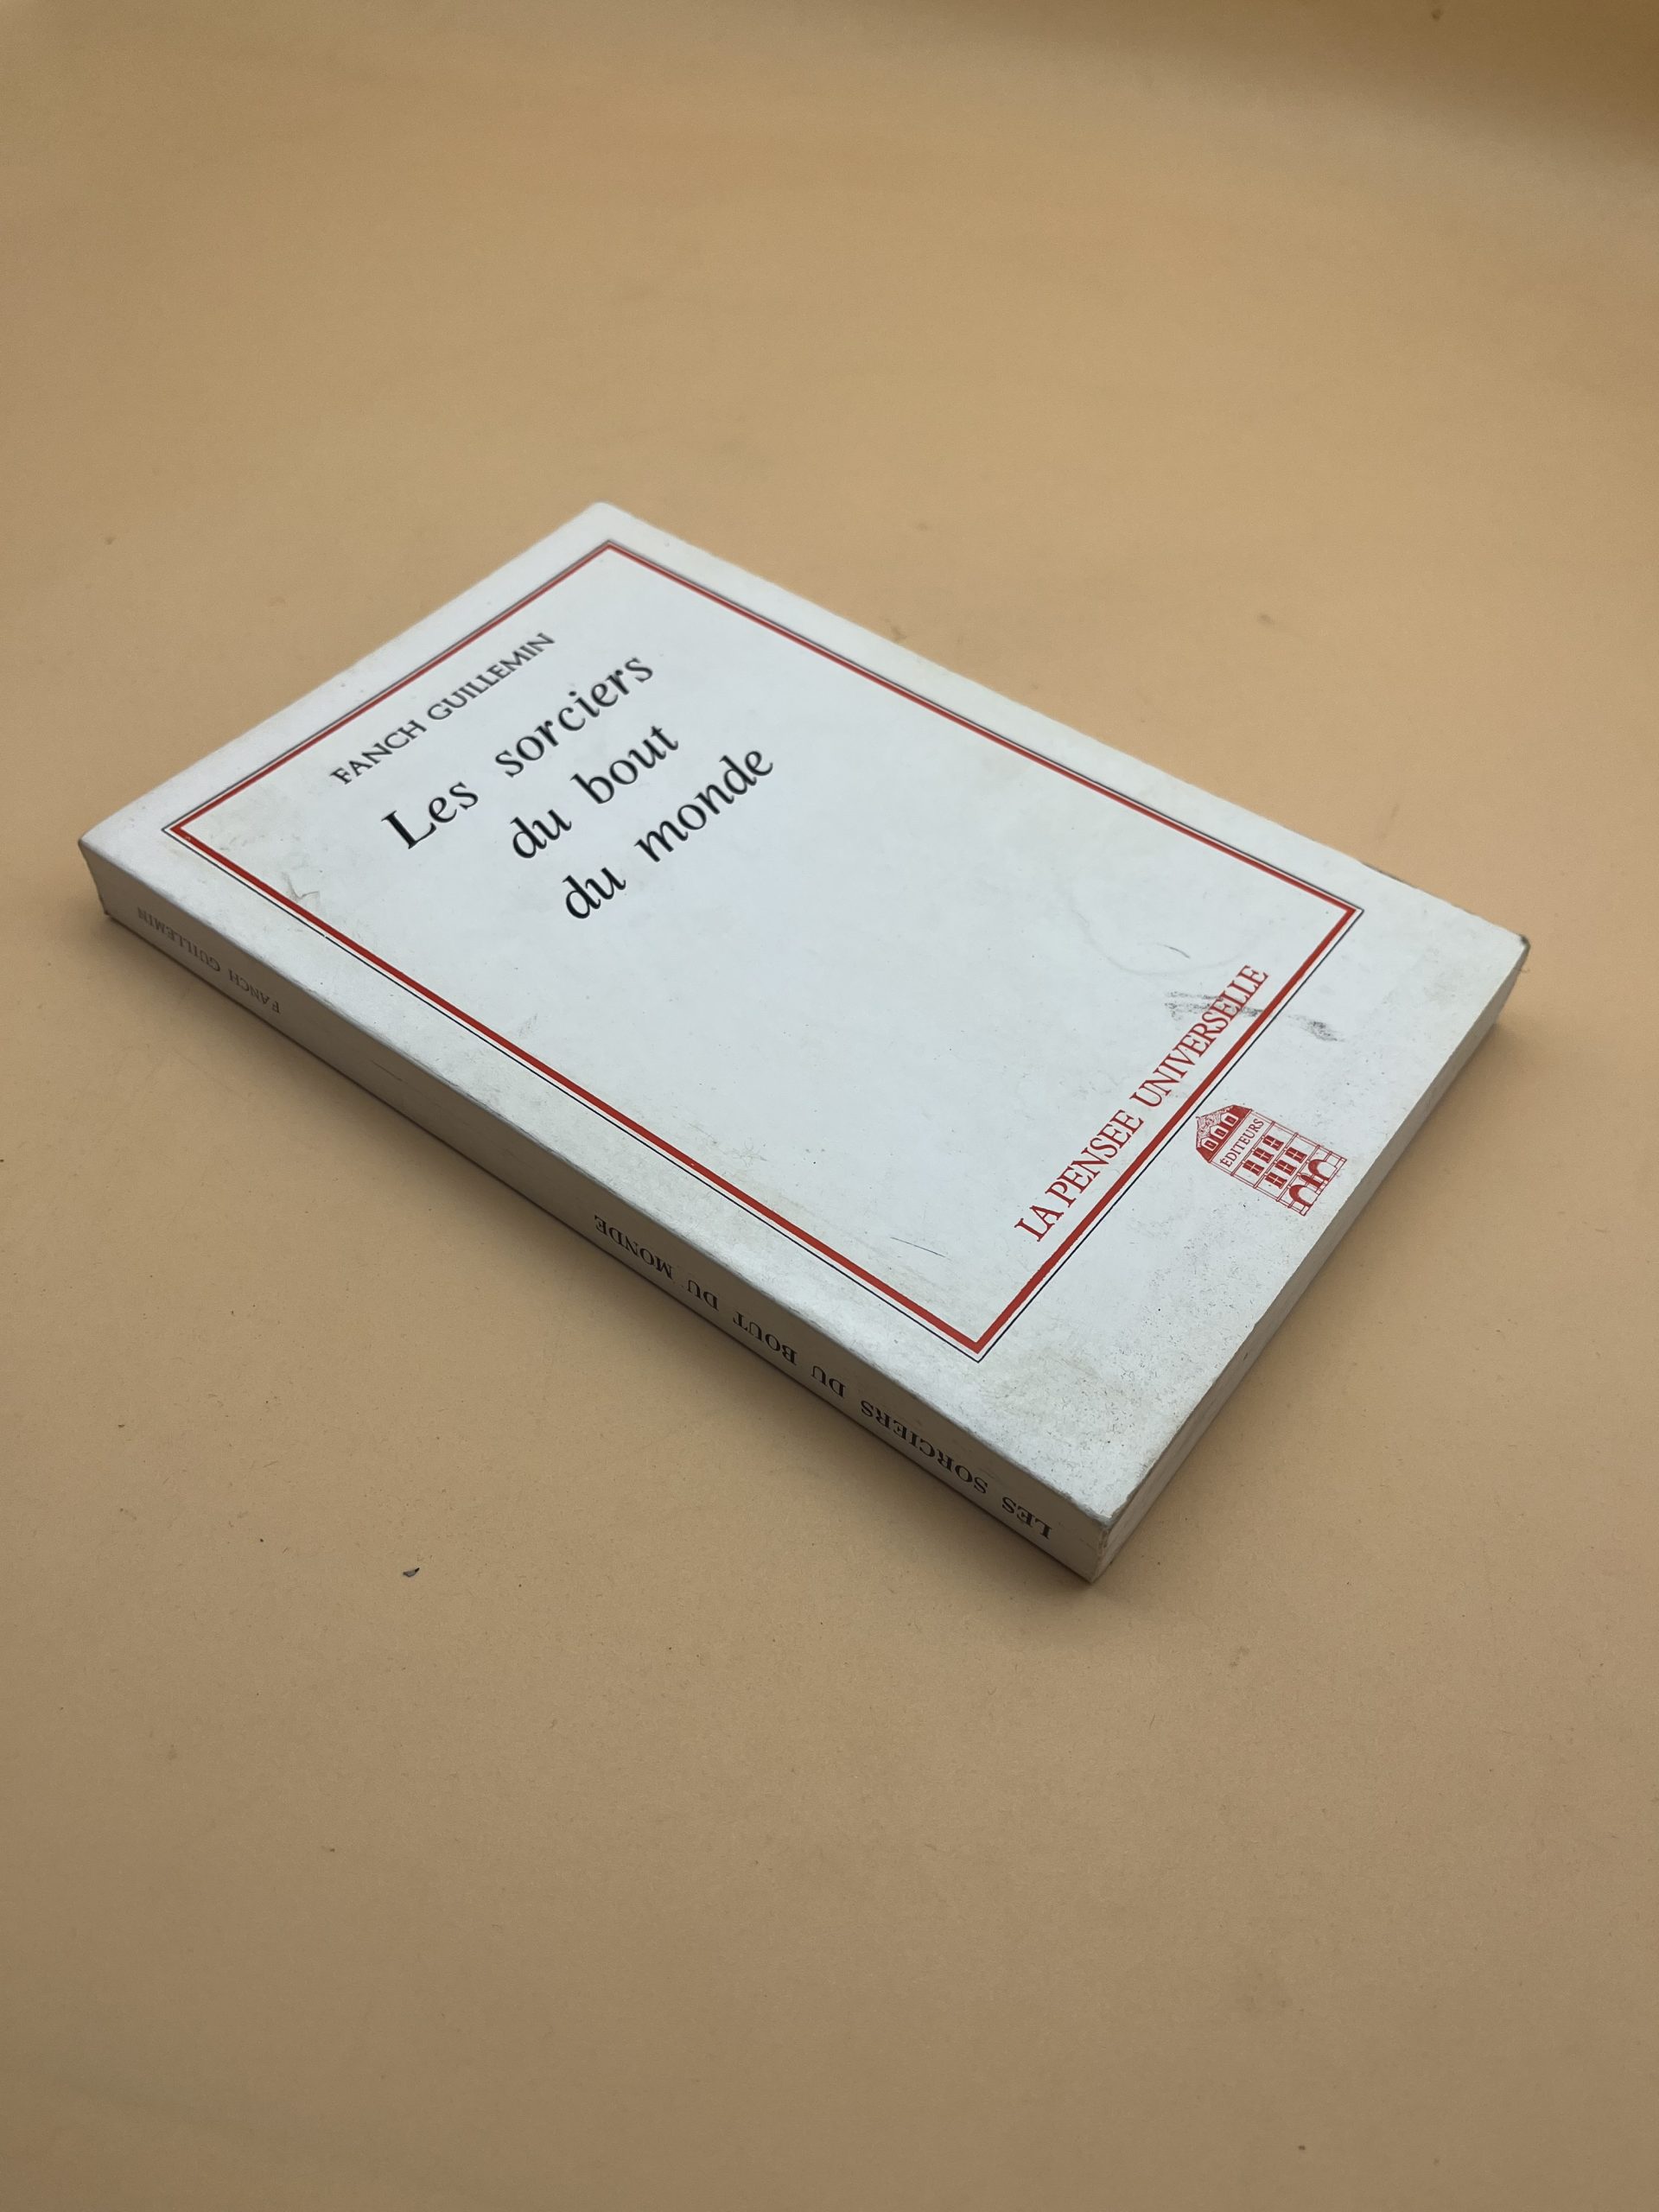 FANCH GUILLEMIN
Les sorciers
du bout
du monde
LA PENSEE UNIVERSELLE
ÉDITEURS
LES SORCIERS DU BOUT DU MONDE
FANCH GUILLEMIN